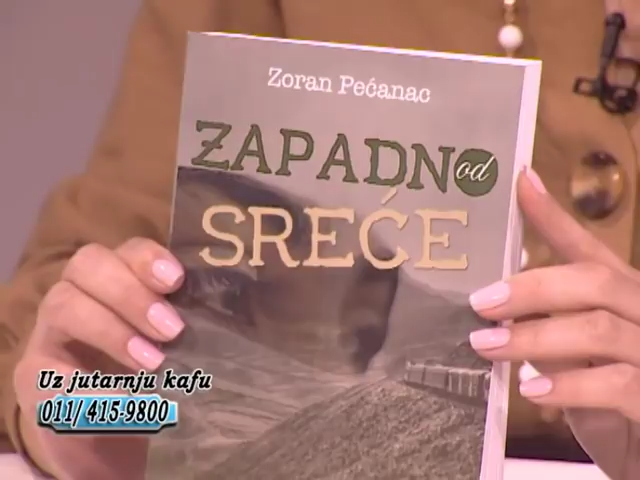 Zoran Pećanac
ZAPADNO od
SREĆE
Uz jutarnju kafu
011/ 415-9800